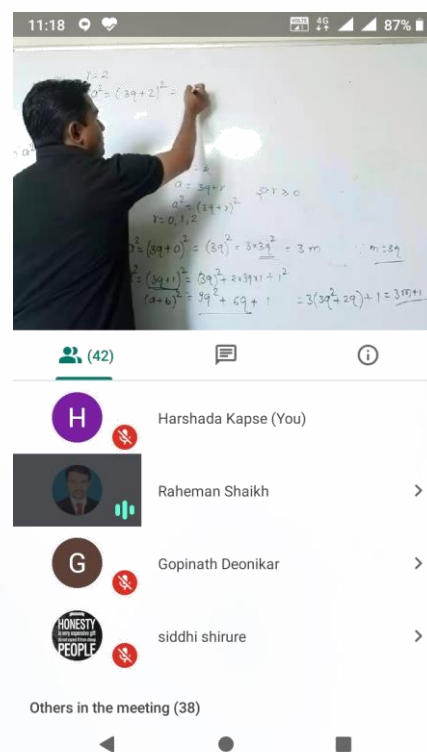 11:18 4G 87%
r=2
a² = (3q+2)² =
a²
a = 3q+r
r ≥ 0
a² = (3q+r)²
r=0,1,2
a² = (3q+0)² = (3q)² = 3×3q² = 3m m=3q
² = (3q+1)² = (3q)²+2×3q×1+1²
(a+b)² = 9q²+6q+1 = 3(3q²+2q)+1 = 3m+1
(42)
H Harshada Kapse (You)
Raheman Shaikh
G Gopinath Deonikar
HONESTY
PEOPLE
siddhi shirure
Others in the meeting (38)